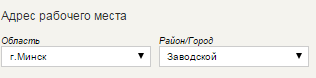 Адрес рабочего места
Область Район/Город
г.Минск Заводской